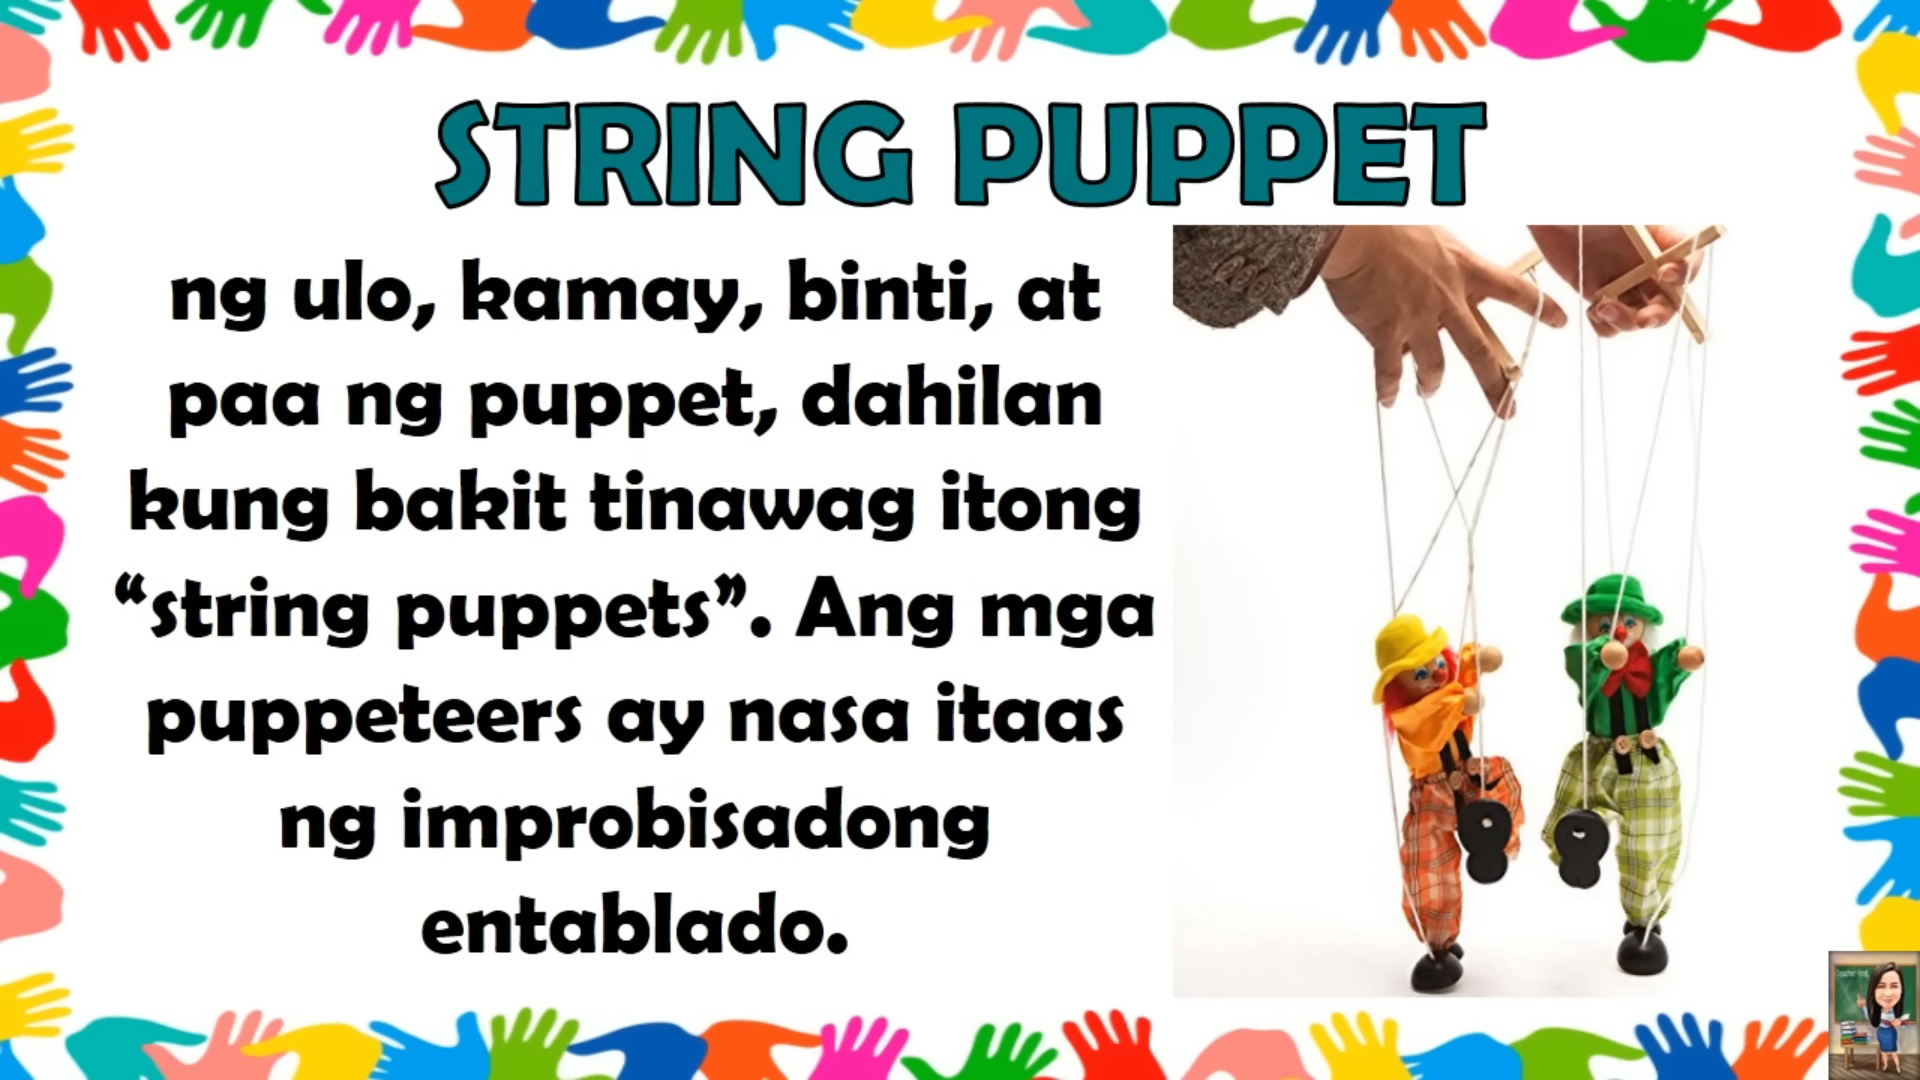 STRING PUPPET
ng ulo, kamay, binti, at
paa ng puppet, dahilan
kung bakit tinawag itong
“string puppets”. Ang mga
puppeteers ay nasa itaas
ng improbisadong
entablado.